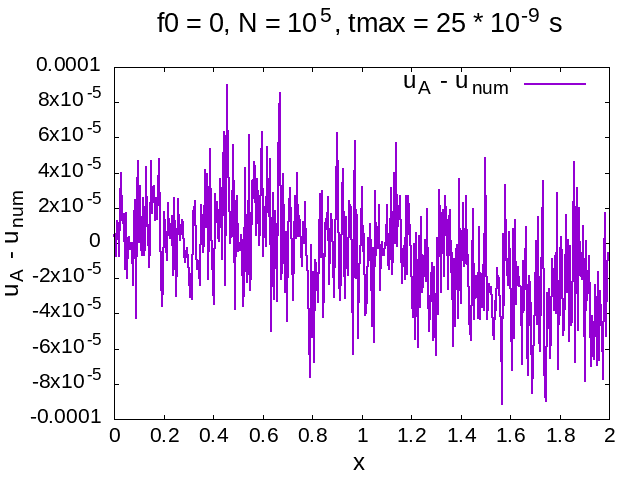 f0 = 0, N = 10^5, tmax = 25 * 10^-9 s
u_A - u_num
0.0001
8x10^-5
6x10^-5
4x10^-5
2x10^-5
0
-2x10^-5
-4x10^-5
-6x10^-5
-8x10^-5
-0.0001
u_A - u_num
0 0.2 0.4 0.6 0.8 1 1.2 1.4 1.6 1.8 2
x